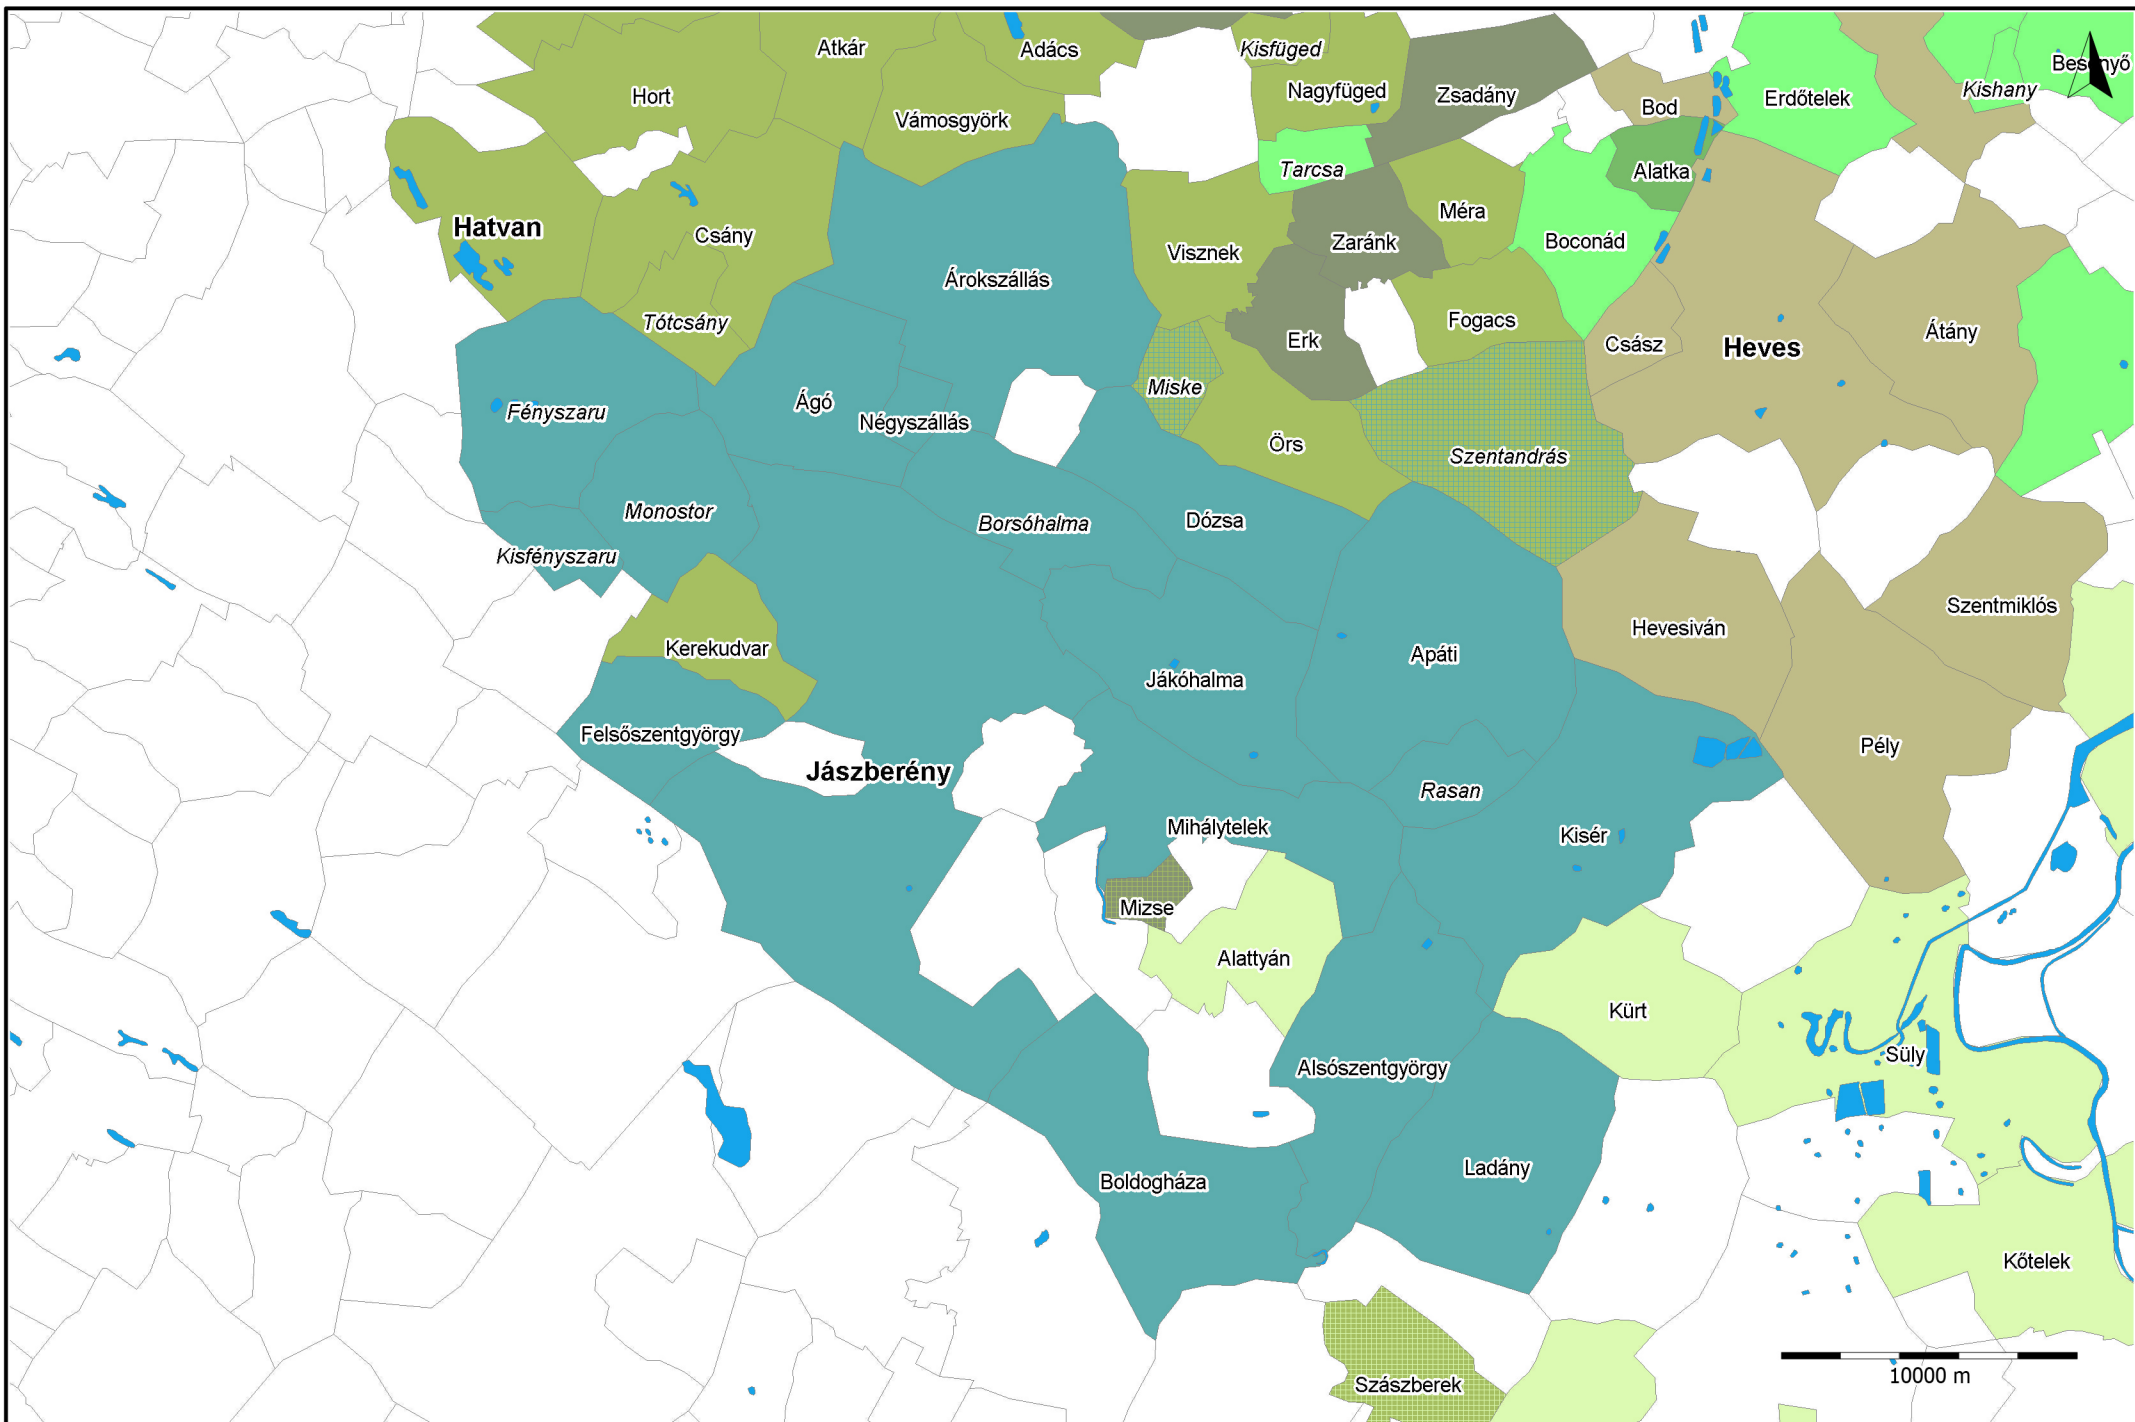 Atkár
Adács
Kisfüged
Besenyő
Hort
Nagyfüged
Zsadány
Bod
Erdőtelek
Kishany
Vámosgyörk
Tarcsa
Alatka
Hatvan
Csány
Méra
Visznek
Zaránk
Boconád
Árokszállás
Tótcsány
Fogacs
Erk
Csász
Heves
Átány
Miske
Fényszaru
Ágó
Négyszállás
Örs
Szentandrás
Monostor
Borsóhalma
Dózsa
Kisfényszaru
Szentmiklós
Kerekudvar
Hevesiván
Apáti
Jákóhalma
Felsőszentgyörgy
Pély
Jászberény
Rasan
Mihálytelek
Kisér
Mizse
Alattyán
Kürt
Süly
Alsószentgyörgy
Ladány
Boldogháza
Kőtelek
10000 m
Szászberek